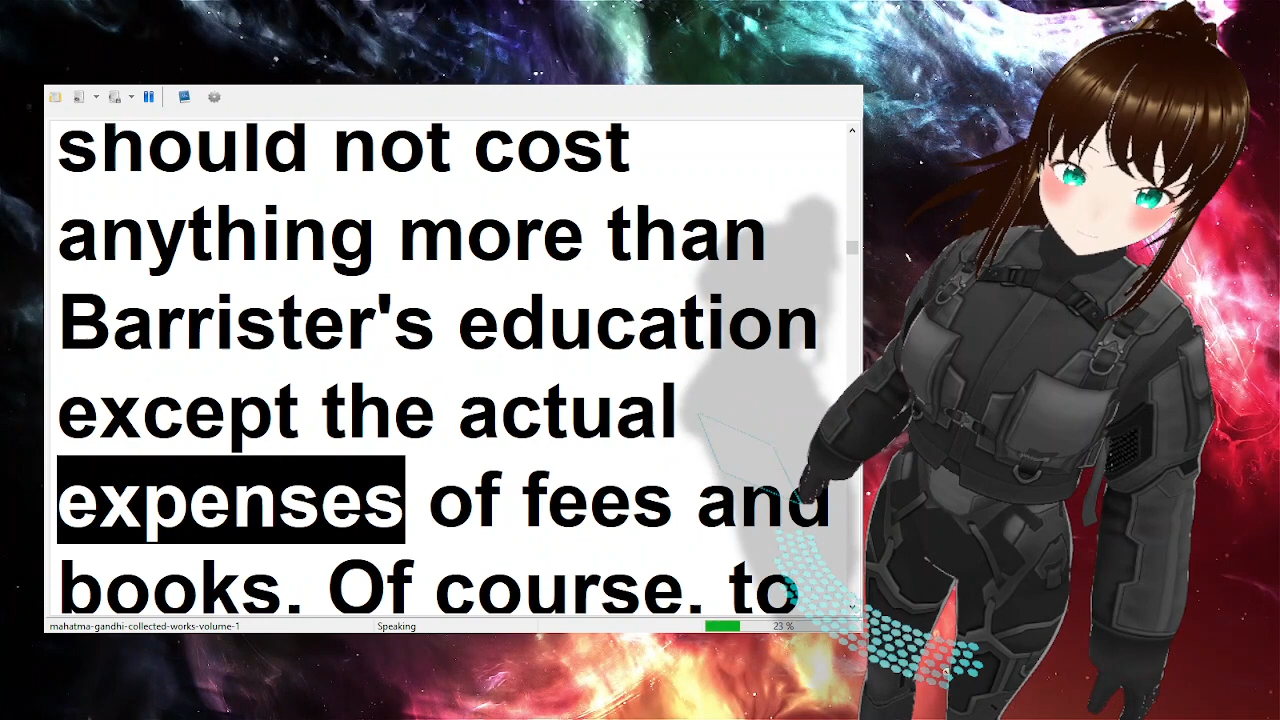 should not cost
anything more than
Barrister's education
except the actual
expenses of fees and
books. Of course, to
mahatma-gandhi-collected-works-volume-1
Speaking
23 %